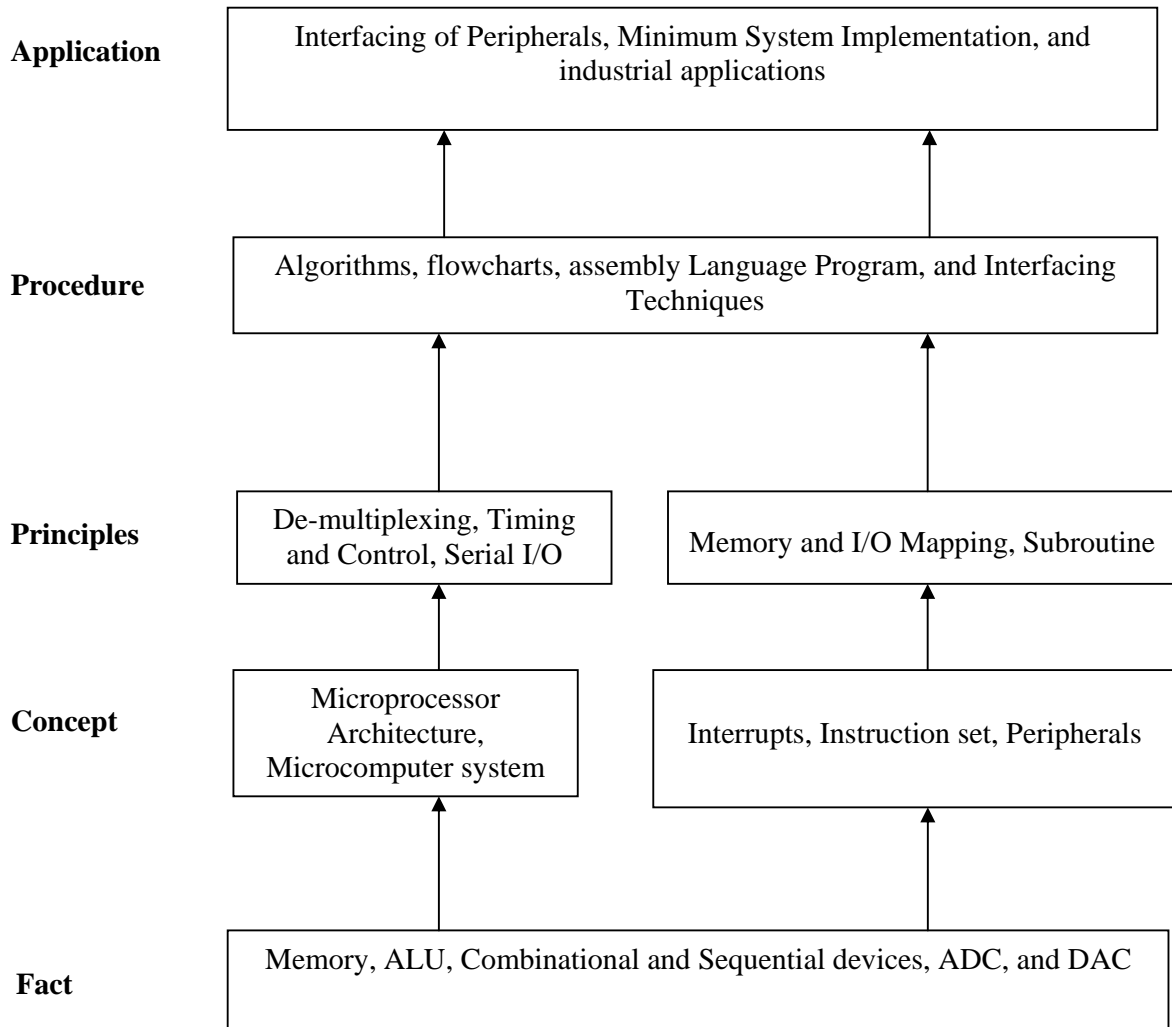 Application
Interfacing of Peripherals, Minimum System Implementation, and
industrial applications
Procedure
Algorithms, flowcharts, assembly Language Program, and Interfacing
Techniques
Principles
De-multiplexing, Timing
and Control, Serial I/O
Memory and I/O Mapping, Subroutine
Concept
Microprocessor
Architecture,
Microcomputer system
Interrupts, Instruction set, Peripherals
Fact
Memory, ALU, Combinational and Sequential devices, ADC, and DAC